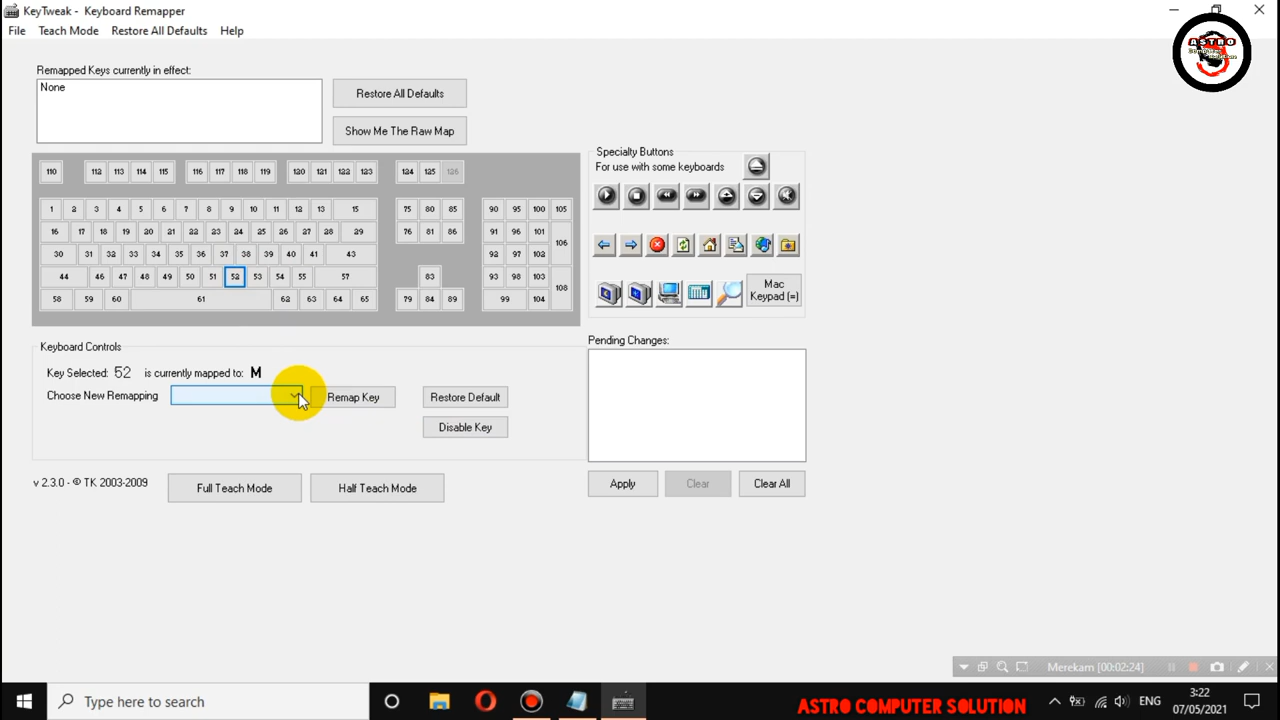 KeyTweak - Keyboard Remapper
File Teach Mode Restore All Defaults Help
ASTRO
Remapped Keys currently in effect:
None
Restore All Defaults
Show Me The Raw Map
110 112 113 114 115 116 117 118 119 120 121 122 123 124 125 126
1 2 3 4 5 6 7 8 9 10 11 12 13 15 75 80 85 90 95 100 105
16 17 18 19 20 21 22 23 24 25 26 27 28 29 76 81 86 91 96 101
106
30 31 32 33 34 35 36 37 38 39 40 41 43 92 97 102
44 46 47 48 49 50 51 52 53 54 55 57 83 93 98 103
108
58 59 60 61 62 63 64 65 79 84 89 99 104
Specialty Buttons
For use with some keyboards
Mac
Keypad (=)
Keyboard Controls
Key Selected: 52 is currently mapped to: M
Choose New Remapping
Remap Key
Restore Default
Disable Key
Pending Changes:
v 2.3.0 - © TK 2003-2009
Full Teach Mode
Half Teach Mode
Apply
Clear
Clear All
Merekam [00:02:24]
Type here to search
ASTRO COMPUTER SOLUTION
ENG
3:22
07/05/2021